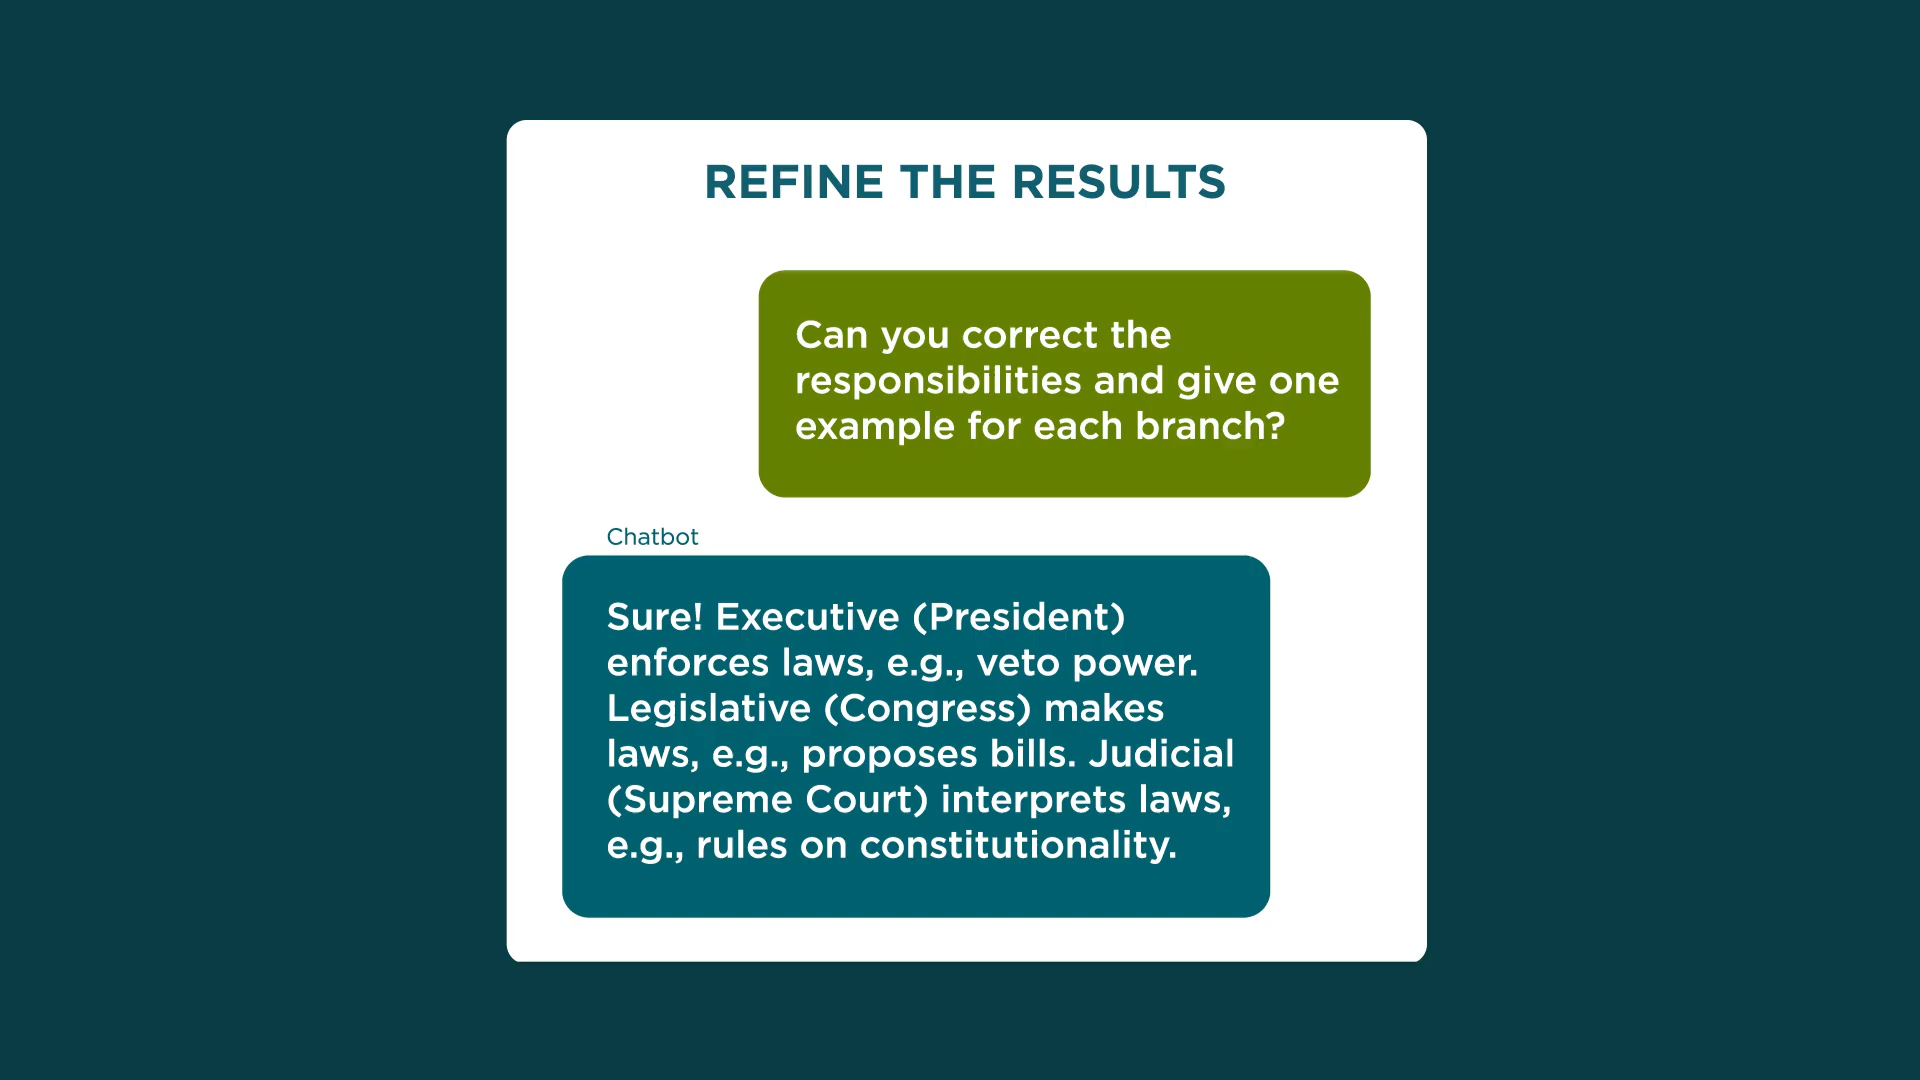 REFINE THE RESULTS
Can you correct the
responsibilities and give one
example for each branch?
Chatbot
Sure! Executive (President)
enforces laws, e.g., veto power.
Legislative (Congress) makes
laws, e.g., proposes bills. Judicial
(Supreme Court) interprets laws,
e.g., rules on constitutionality.